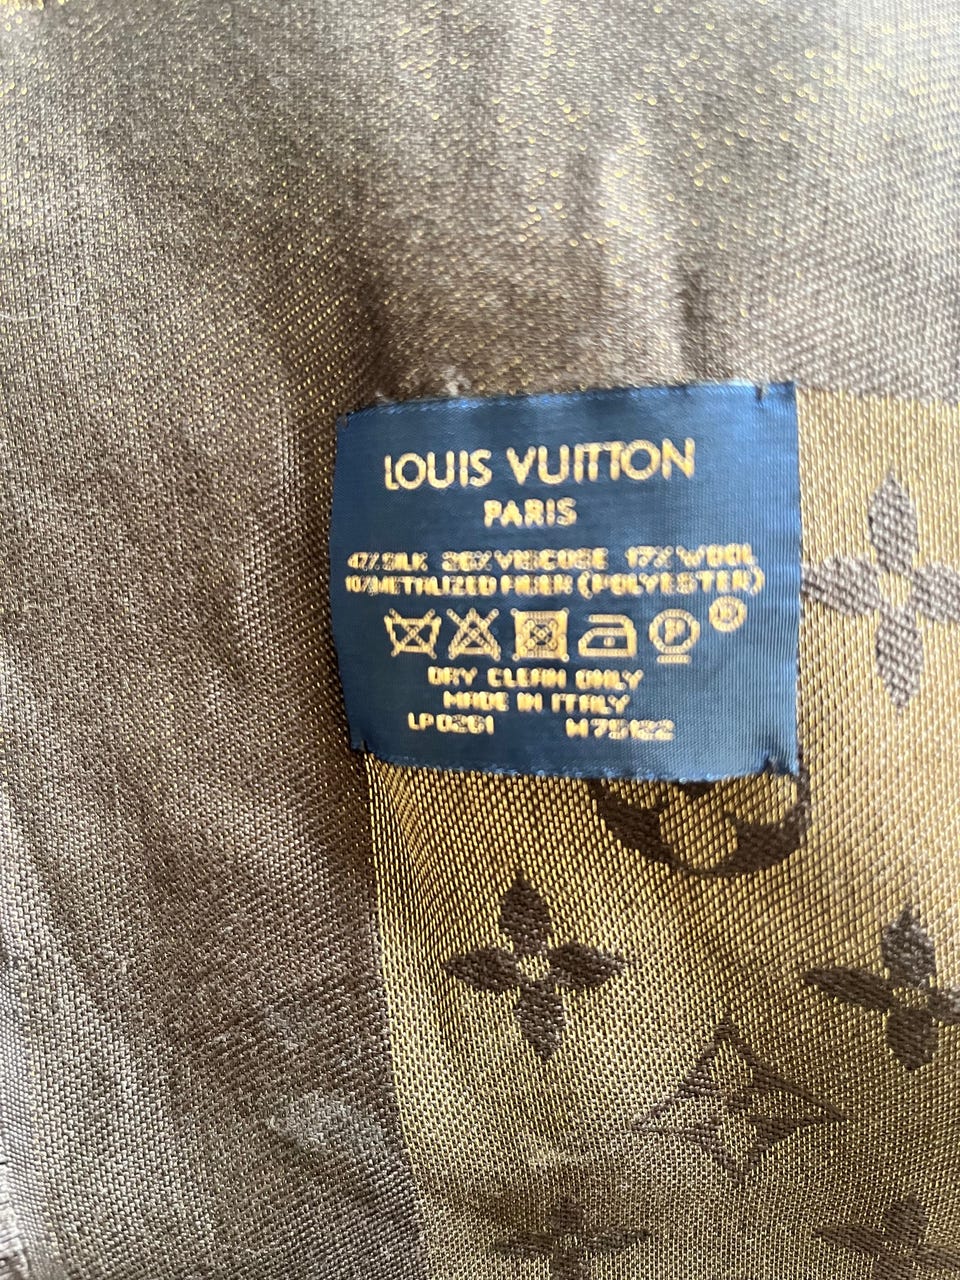 LOUIS VUITTON
PARIS
47% SILK 26% VISCOSE 17% WOOL
10% METALIZED FIBER (POLYESTER)
P P
DRY CLEAN ONLY
MADE IN ITALY
LP0261 M75122